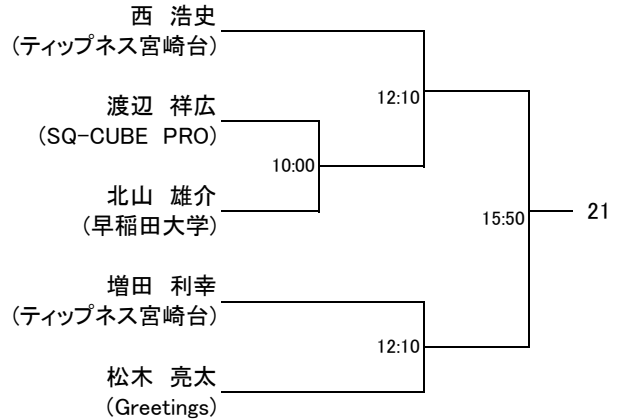 西　浩史
(ティップネス宮崎台)
12:10
渡辺　祥広
(SQ-CUBE　PRO)
10:00
北山　雄介
(早稲田大学)
15:50
21
増田　利幸
(ティップネス宮崎台)
12:10
松木　亮太
(Greetings)